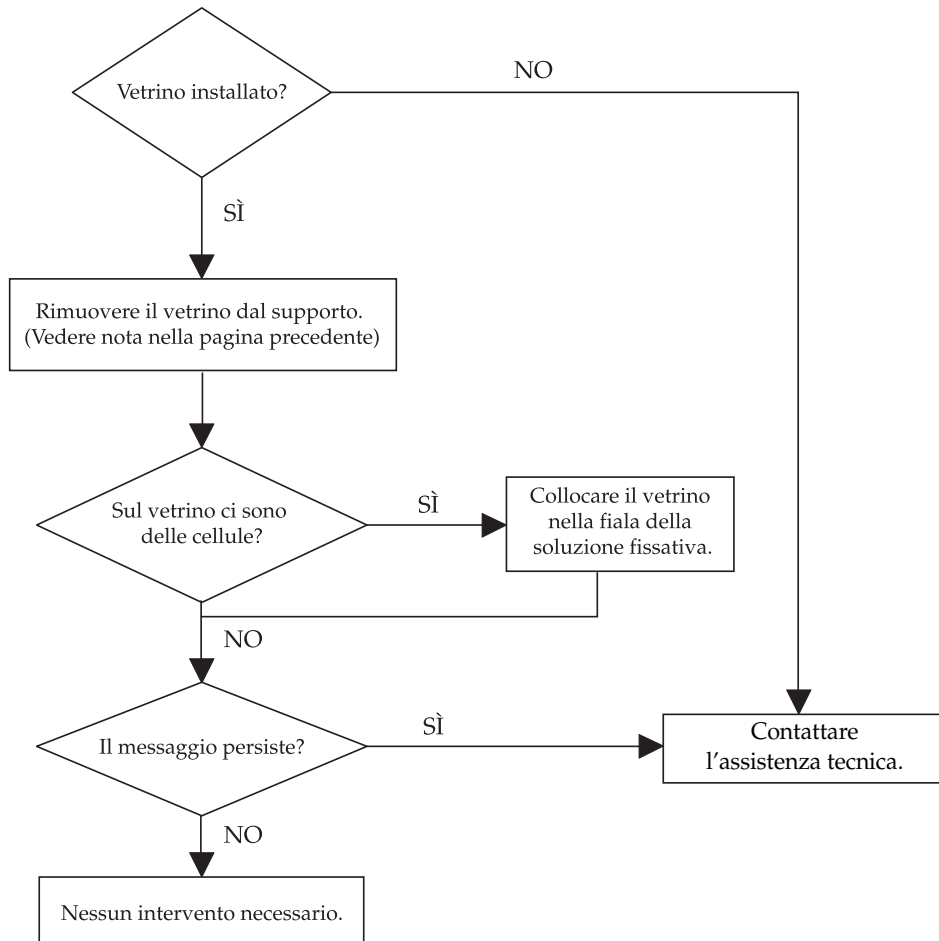 NO
Vetrino installato?
SÌ
Rimuovere il vetrino dal supporto.
(Vedere nota nella pagina precedente)
Sul vetrino ci sono
delle cellule?
SÌ
Collocare il vetrino
nella fiala della
soluzione fissativa.
NO
Il messaggio persiste?
SÌ
Contattare
l’assistenza tecnica.
NO
Nessun intervento necessario.